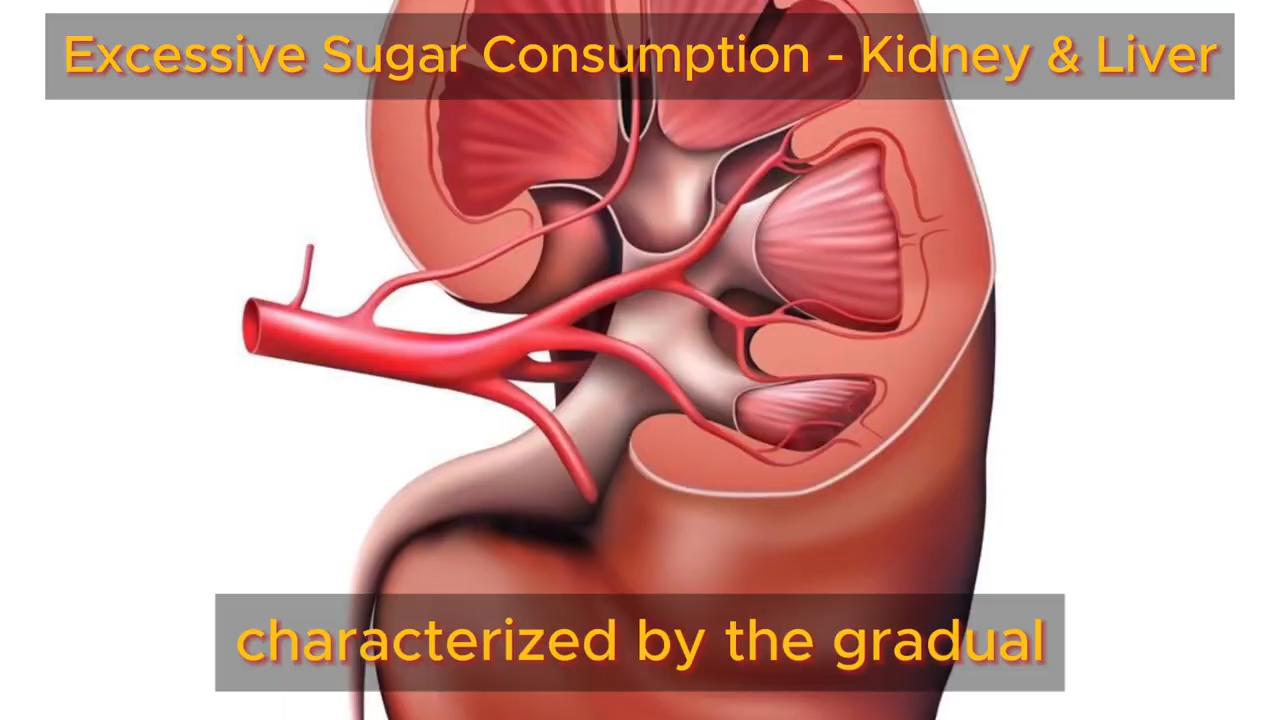 Excessive Sugar Consumption - Kidney & Liver
characterized by the gradual